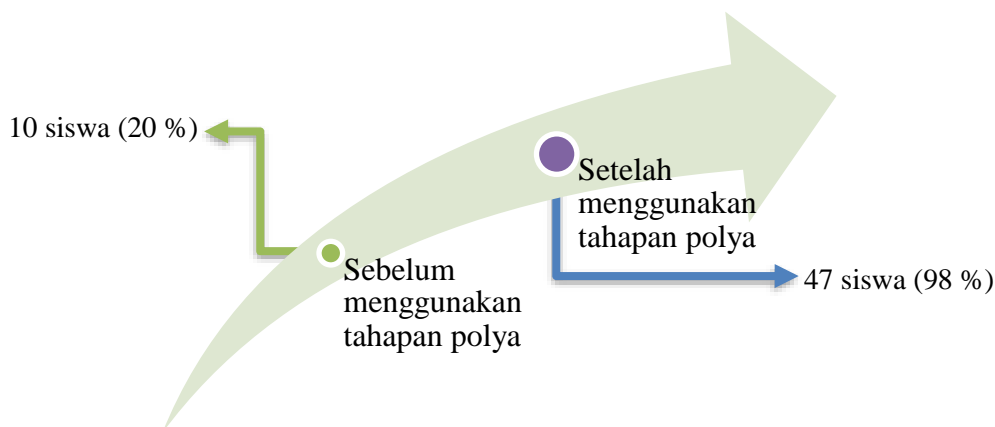 10 siswa (20 %)
Sebelum
menggunakan
tahapan polya
Setelah
menggunakan
tahapan polya
47 siswa (98 %)